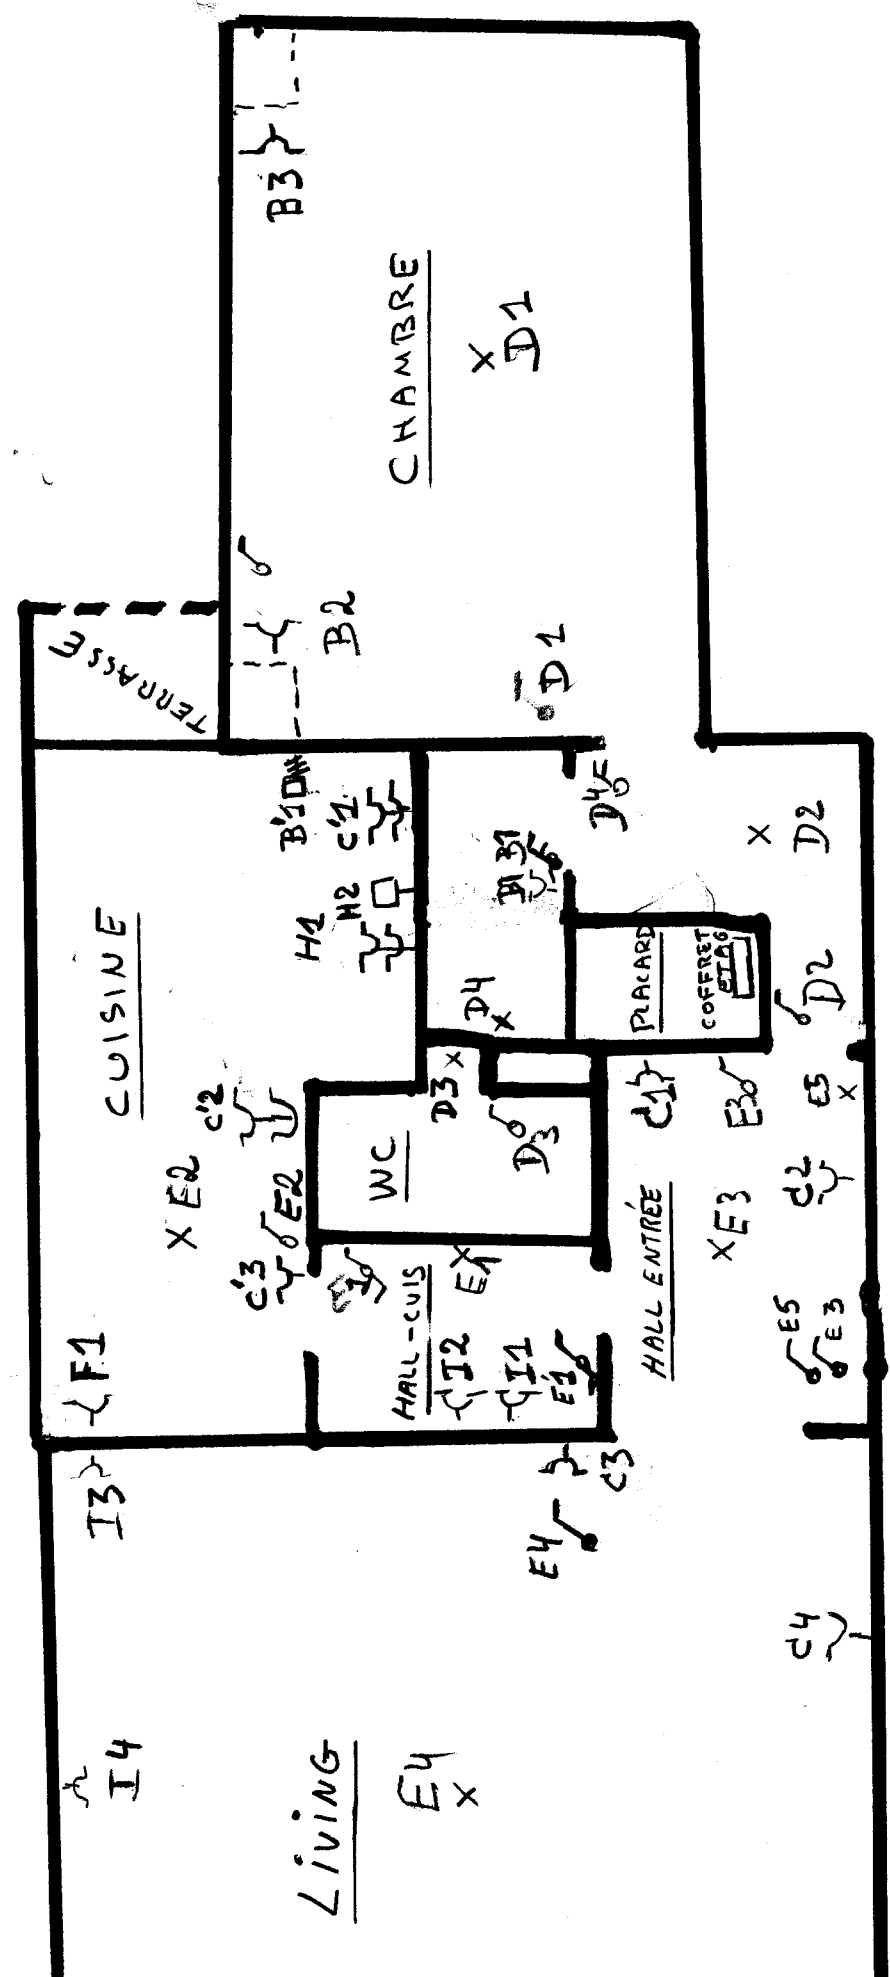 B3
CHAMBRE
D1
B2
D1
TERRASSE
B'1
C'1
H2
H1
CUISINE
C'2
E2
E2
C'3
F1
D4
B1
D4
D2
D2
PLACARD
COFFRET
ETAG
D3
D3
WC
C1
E3
E5
C2
E3
HALL ENTRÉE
E5
E3
E1
HALL-CUIS
I2
I1
E1
I3
C3
E4
C4
I4
LiViNG
E4